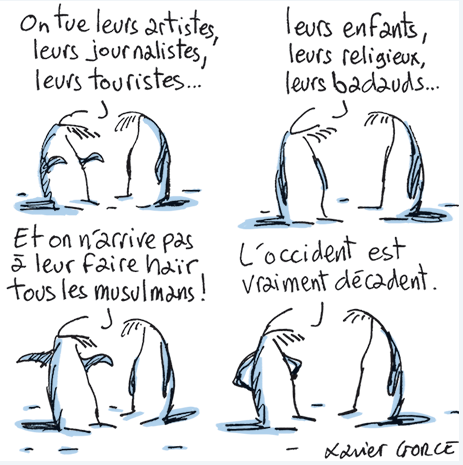 On tue leurs artistes,
leurs journalistes,
leurs touristes...
leurs enfants,
leurs religieux,
leurs badauds...
Et on n'arrive pas
à leur faire haïr
tous les musulmans !
L'occident est
vraiment décadent.
Xavier GORCE